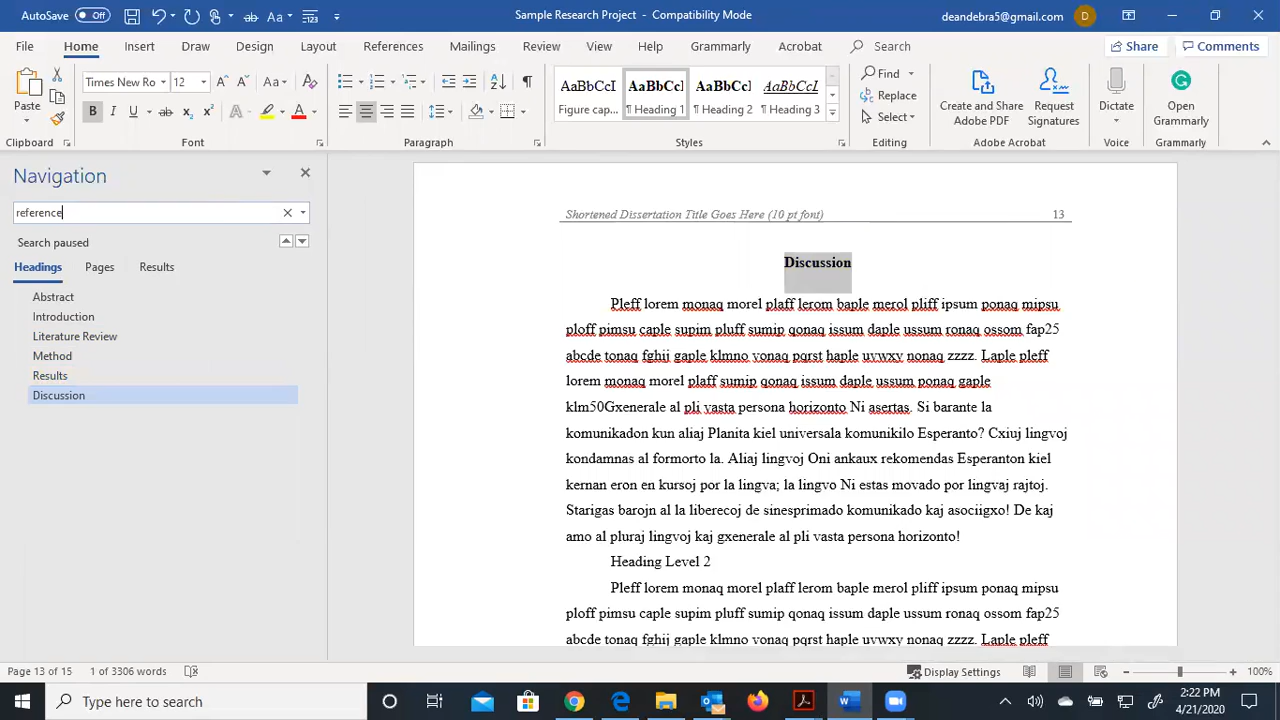 AutoSave Off Sample Research Project - Compatibility Mode deandebra5@gmail.com D
File Home Insert Draw Design Layout References Mailings Review View Help Grammarly Acrobat Search Share Comments
Paste
Clipboard
Times New Ro 12
Font
Paragraph
AaBbCcI AaBbCcI AaBbCcI AaBbCcI
Figure cap... ¶ Heading 1 ¶ Heading 2 ¶ Heading 3
Styles
Find
Replace
Select
Editing
Create and Share Adobe PDF
Request Signatures
Adobe Acrobat
Dictate
Voice
Open Grammarly
Grammarly
Navigation
reference
Search paused
Headings Pages Results
Abstract
Introduction
Literature Review
Method
Results
Discussion
Shortened Dissertation Title Goes Here (10 pt font) 13
Discussion
Pleff lorem monaq morel plaff lerom baple merol pliff ipsum ponaq mipsu
ploff pimsu caple supim pluff sumip qonaq issum daple ussum ronaq ossom fap25
abcde tonaq fghij gaple klmno vonaq pqrst haple uvwxy nonaq zzzz. Laple pleff
lorem monaq morel plaff sumip qonaq issum daple ussum ponaq gaple
klm50Gxenerale al pli vasta persona horizonto Ni asertas. Si barante la
komunikadon kun aliaj Planita kiel universala komunikilo Esperanto? Cxiuj lingvoj
kondamnas al formorto la. Aliaj lingvoj Oni ankaux rekomendas Esperanton kiel
kernan eron en kursoj por la lingva; la lingvo Ni estas movado por lingvaj rajtoj.
Starigas barojn al la liberecoj de sinesprimado komunikado kaj asociigxo! De kaj
amo al pluraj lingvoj kaj gxenerale al pli vasta persona horizonto!
Heading Level 2
Pleff lorem monaq morel plaff lerom baple merol pliff ipsum ponaq mipsu
ploff pimsu caple supim pluff sumip qonaq issum daple ussum ronaq ossom fap25
abcde tonaq fghij gaple klmno vonaq pqrst haple uvwxy nonaq zzzz. Laple pleff
Page 13 of 15 1 of 3306 words Display Settings 100%
Type here to search
2:22 PM
4/21/2020